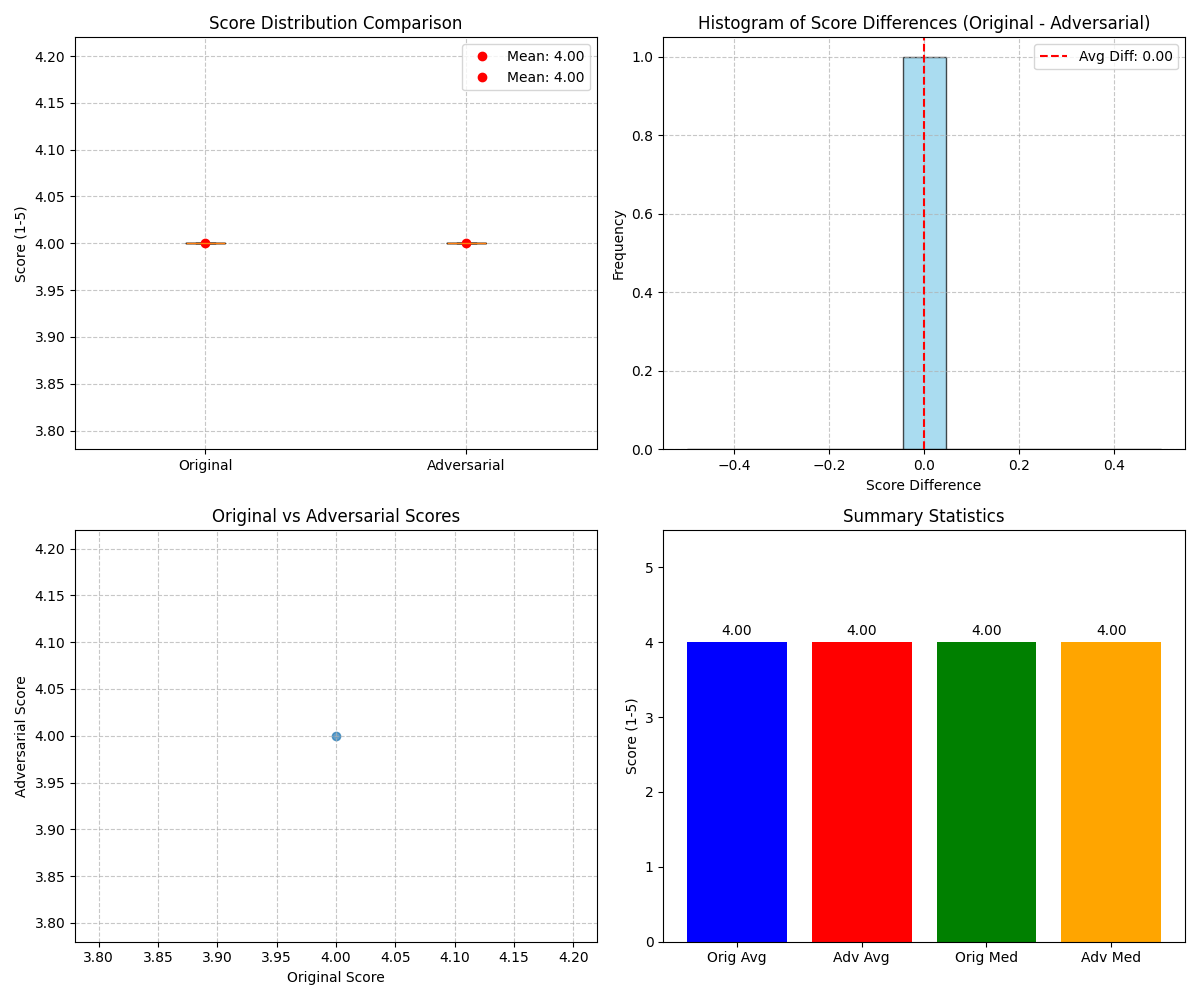 Score Distribution Comparison
Mean: 4.00
Mean: 4.00
4.20
4.15
4.10
4.05
4.00
3.95
3.90
3.85
3.80
Score (1-5)
Original
Adversarial
Histogram of Score Differences (Original - Adversarial)
Avg Diff: 0.00
1.0
0.8
0.6
0.4
0.2
0.0
Frequency
−0.4
−0.2
0.0
0.2
0.4
Score Difference
Original vs Adversarial Scores
4.20
4.15
4.10
4.05
4.00
3.95
3.90
3.85
3.80
Adversarial Score
3.80
3.85
3.90
3.95
4.00
4.05
4.10
4.15
4.20
Original Score
Summary Statistics
5
4
3
2
1
0
Score (1-5)
4.00
4.00
4.00
4.00
Orig Avg
Adv Avg
Orig Med
Adv Med